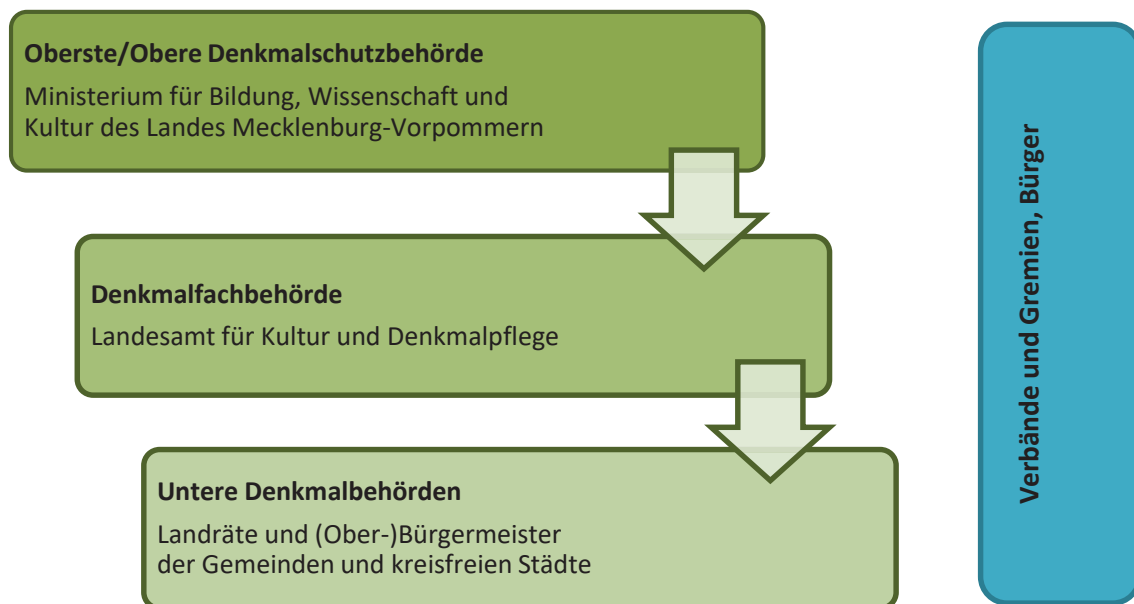 Oberste/Obere Denkmalschutzbehörde
Ministerium für Bildung, Wissenschaft und
Kultur des Landes Mecklenburg-Vorpommern
Denkmalfachbehörde
Landesamt für Kultur und Denkmalpflege
Untere Denkmalbehörden
Landräte und (Ober-)Bürgermeister
der Gemeinden und kreisfreien Städte
Verbände und Gremien, Bürger